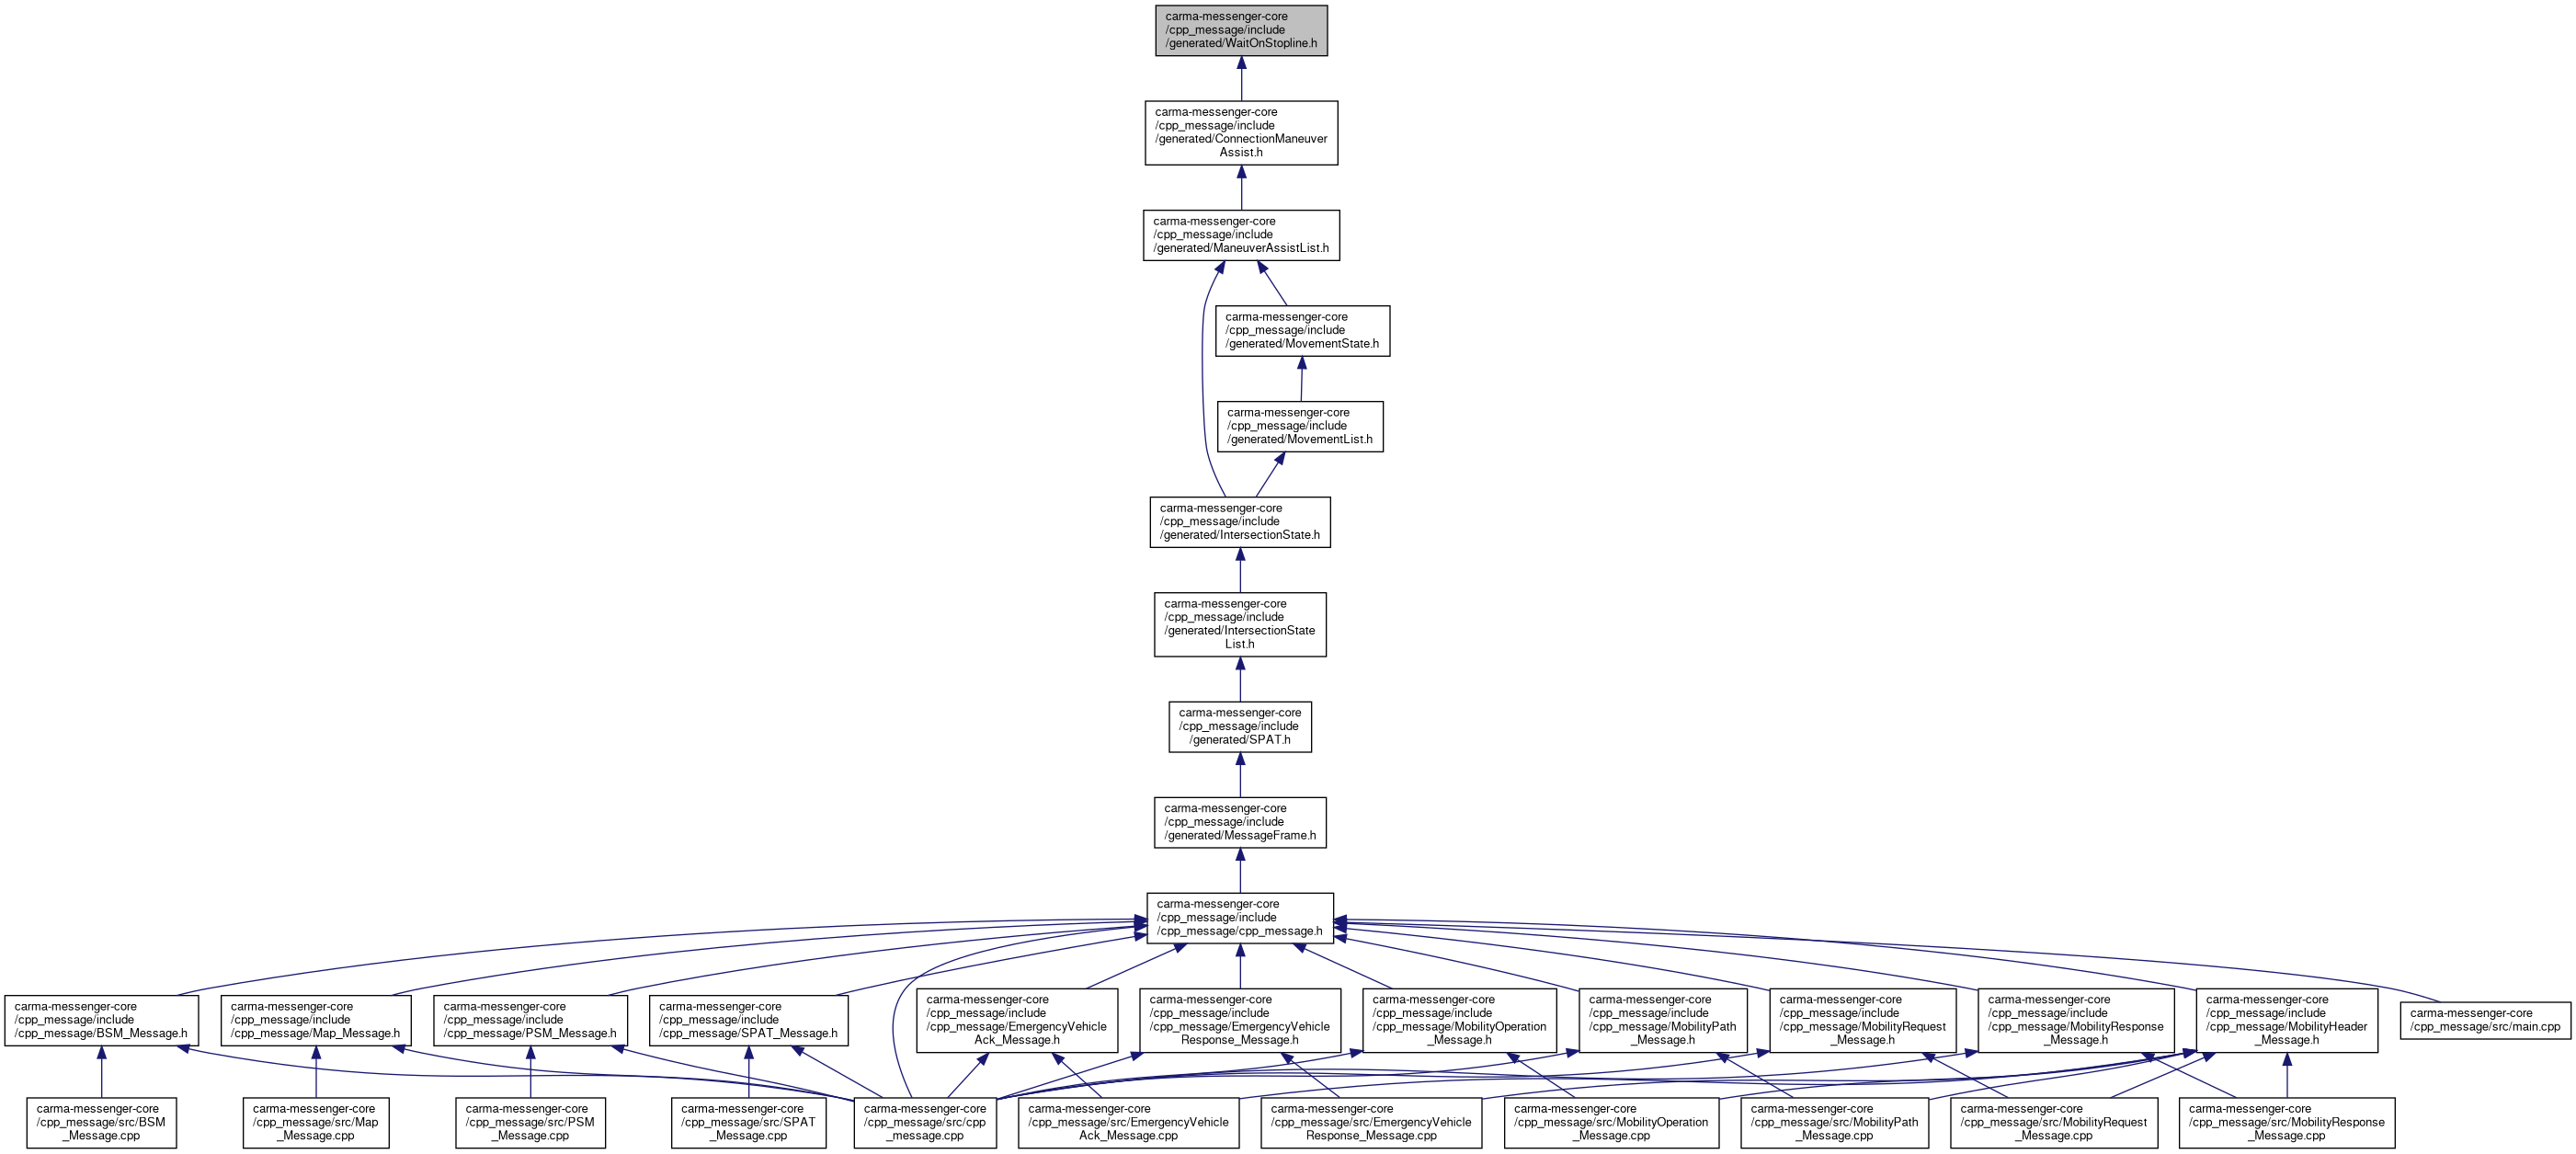 carma-messenger-core
/cpp_message/include
/generated/WaitOnStopline.h
carma-messenger-core
/cpp_message/include
/generated/ConnectionManeuver
Assist.h
carma-messenger-core
/cpp_message/include
/generated/ManeuverAssistList.h
carma-messenger-core
/cpp_message/include
/generated/MovementState.h
carma-messenger-core
/cpp_message/include
/generated/MovementList.h
carma-messenger-core
/cpp_message/include
/generated/IntersectionState.h
carma-messenger-core
/cpp_message/include
/generated/IntersectionState
List.h
carma-messenger-core
/cpp_message/include
/generated/SPAT.h
carma-messenger-core
/cpp_message/include
/generated/MessageFrame.h
carma-messenger-core
/cpp_message/include
/cpp_message/cpp_message.h
carma-messenger-core
/cpp_message/include
/cpp_message/BSM_Message.h
carma-messenger-core
/cpp_message/include
/cpp_message/Map_Message.h
carma-messenger-core
/cpp_message/include
/cpp_message/PSM_Message.h
carma-messenger-core
/cpp_message/include
/cpp_message/SPAT_Message.h
carma-messenger-core
/cpp_message/include
/cpp_message/EmergencyVehicle
Ack_Message.h
carma-messenger-core
/cpp_message/include
/cpp_message/EmergencyVehicle
Response_Message.h
carma-messenger-core
/cpp_message/include
/cpp_message/MobilityOperation
_Message.h
carma-messenger-core
/cpp_message/include
/cpp_message/MobilityPath
_Message.h
carma-messenger-core
/cpp_message/include
/cpp_message/MobilityRequest
_Message.h
carma-messenger-core
/cpp_message/include
/cpp_message/MobilityResponse
_Message.h
carma-messenger-core
/cpp_message/include
/cpp_message/MobilityHeader
_Message.h
carma-messenger-core
/cpp_message/src/main.cpp
carma-messenger-core
/cpp_message/src/BSM
_Message.cpp
carma-messenger-core
/cpp_message/src/Map
_Message.cpp
carma-messenger-core
/cpp_message/src/PSM
_Message.cpp
carma-messenger-core
/cpp_message/src/SPAT
_Message.cpp
carma-messenger-core
/cpp_message/src/cpp
_message.cpp
carma-messenger-core
/cpp_message/src/EmergencyVehicle
Ack_Message.cpp
carma-messenger-core
/cpp_message/src/EmergencyVehicle
Response_Message.cpp
carma-messenger-core
/cpp_message/src/MobilityOperation
_Message.cpp
carma-messenger-core
/cpp_message/src/MobilityPath
_Message.cpp
carma-messenger-core
/cpp_message/src/MobilityRequest
_Message.cpp
carma-messenger-core
/cpp_message/src/MobilityResponse
_Message.cpp